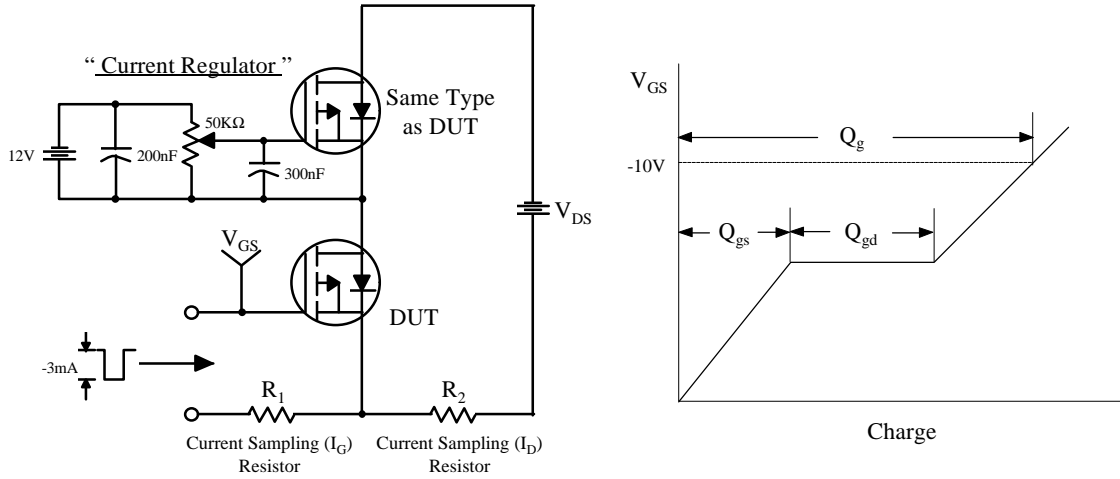 “ Current Regulator ”
Same Type
as DUT
50KΩ
12V
200nF
300nF
V_DS
V_GS
DUT
-3mA
R_1
R_2
Current Sampling (I_G)
Resistor
Current Sampling (I_D)
Resistor
V_GS
Q_g
-10V
Q_gs
Q_gd
Charge